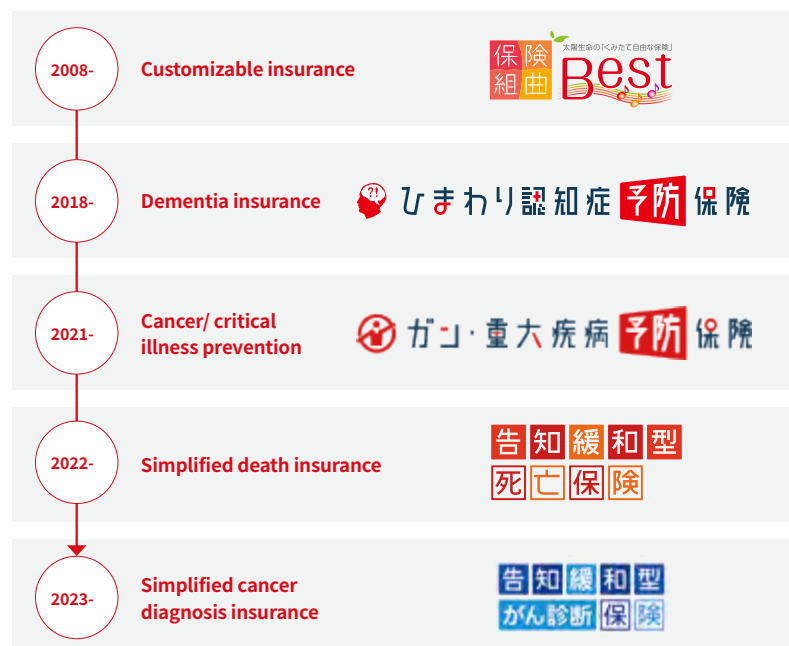 2008-
Customizable insurance
保険
組曲
太陽生命の「くみたて自由な保険」
Best
2018-
Dementia insurance
?!
ひまわり認知症予防保険
2021-
Cancer/ critical
illness prevention
ガン・重大疾病予防保険
2022-
Simplified death insurance
告知緩和型
死亡保険
2023-
Simplified cancer
diagnosis insurance
告知緩和型
がん診断保険